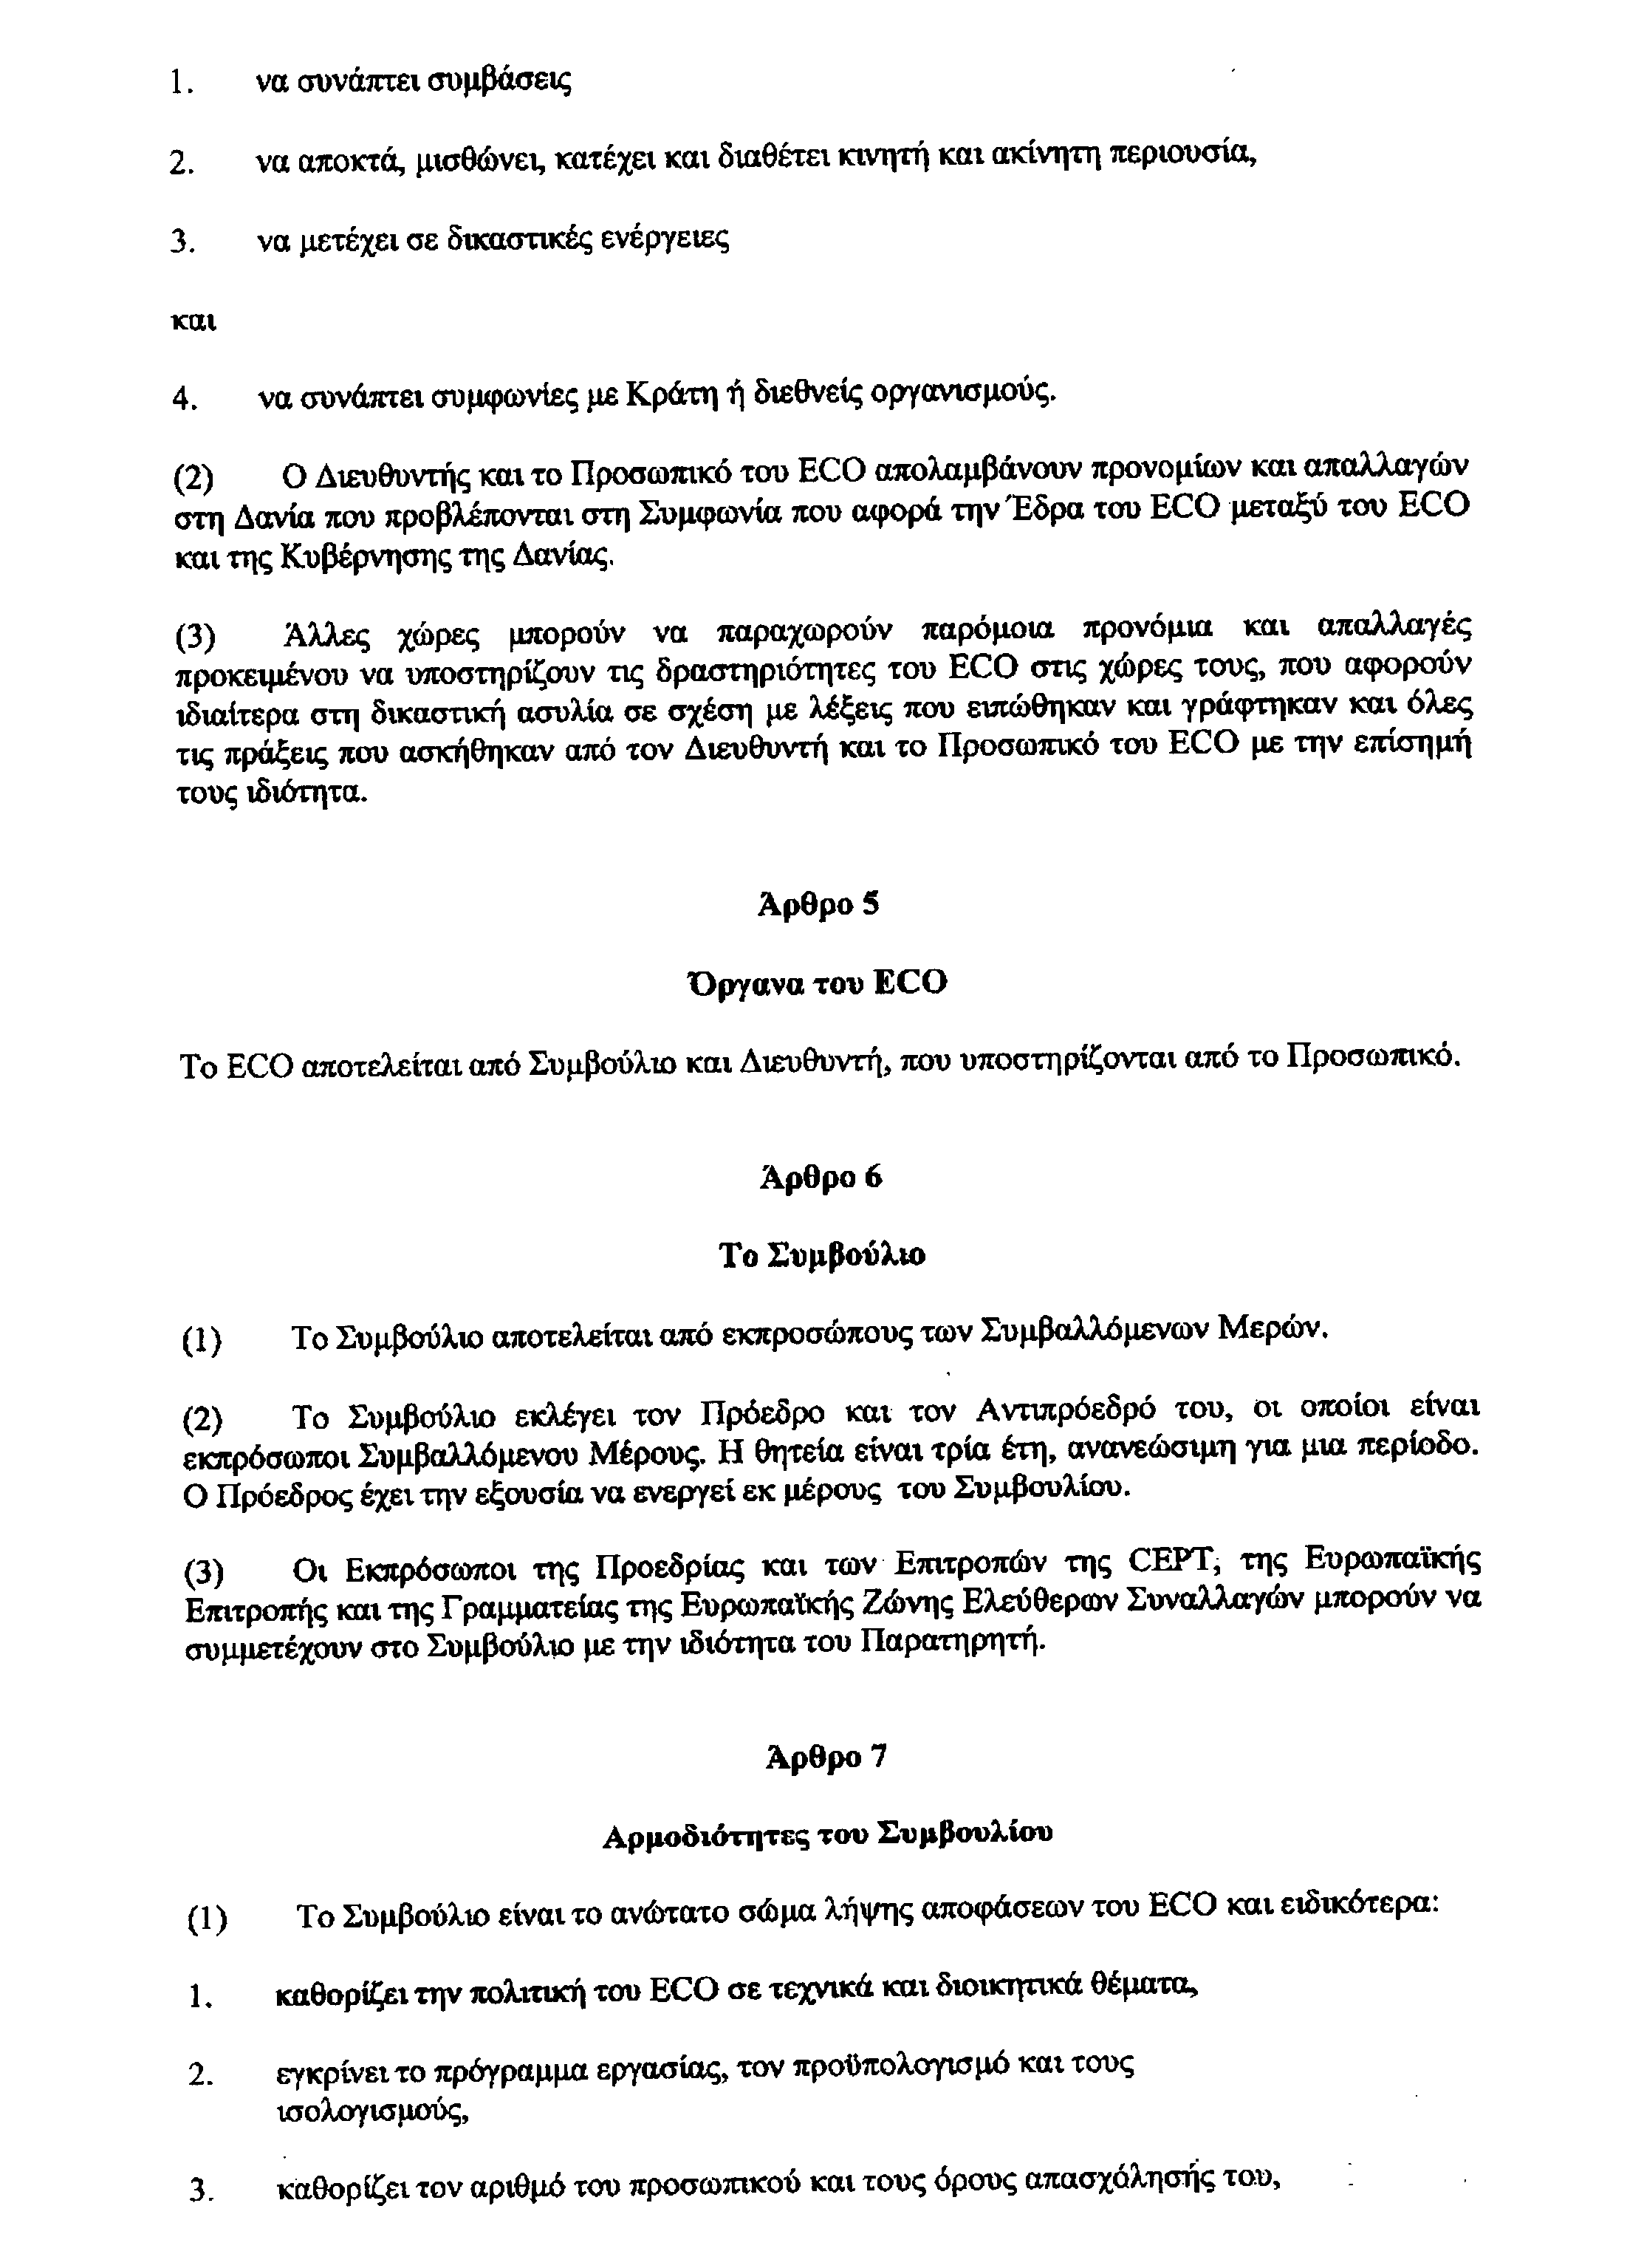 1. να συνάπτει συμβάσεις
2. να αποκτά, μισθώνει, κατέχει και διαθέτει κινητή και ακίνητη περιουσία,
3. να μετέχει σε δικαστικές ενέργειες
και
4. να συνάπτει συμφωνίες με Κράτη ή διεθνείς οργανισμούς.
(2) Ο Διευθυντής και το Προσωπικό του ECO απολαμβάνουν προνομίων και απαλλαγών
στη Δανία που προβλέπονται στη Συμφωνία που αφορά την Έδρα του ECO μεταξύ του ECO
και της Κυβέρνησης της Δανίας.
(3) Άλλες χώρες μπορούν να παραχωρούν παρόμοια προνόμια και απαλλαγές
προκειμένου να υποστηρίζουν τις δραστηριότητες του ECO στις χώρες τους, που αφορούν
ιδιαίτερα στη δικαστική ασυλία σε σχέση με λέξεις που ειπώθηκαν και γράφτηκαν και όλες
τις πράξεις που ασκήθηκαν από τον Διευθυντή και το Προσωπικό του ECO με την επίσημή
τους ιδιότητα.
Άρθρο 5
Όργανα του ECO
Το ECO αποτελείται από Συμβούλιο και Διευθυντή, που υποστηρίζονται από το Προσωπικό.
Άρθρο 6
Το Συμβούλιο
(1) Το Συμβούλιο αποτελείται από εκπροσώπους των Συμβαλλόμενων Μερών.
(2) Το Συμβούλιο εκλέγει τον Πρόεδρο και τον Αντιπρόεδρό του, οι οποίοι είναι
εκπρόσωποι Συμβαλλόμενου Μέρους. Η θητεία είναι τρία έτη, ανανεώσιμη για μια περίοδο.
Ο Πρόεδρος έχει την εξουσία να ενεργεί εκ μέρους του Συμβουλίου.
(3) Οι Εκπρόσωποι της Προεδρίας και των Επιτροπών της CEPT, της Ευρωπαϊκής
Επιτροπής και της Γραμματείας της Ευρωπαϊκής Ζώνης Ελεύθερων Συναλλαγών μπορούν να
συμμετέχουν στο Συμβούλιο με την ιδιότητα του Παρατηρητή.
Άρθρο 7
Αρμοδιότητες του Συμβουλίου
(1) Το Συμβούλιο είναι το ανώτατο σώμα λήψης αποφάσεων του ECO και ειδικότερα:
1. καθορίζει την πολιτική του ECO σε τεχνικά και διοικητικά θέματα,
2. εγκρίνει το πρόγραμμα εργασίας, τον προϋπολογισμό και τους
ισολογισμούς,
3. καθορίζει τον αριθμό του προσωπικού και τους όρους απασχόλησής του,